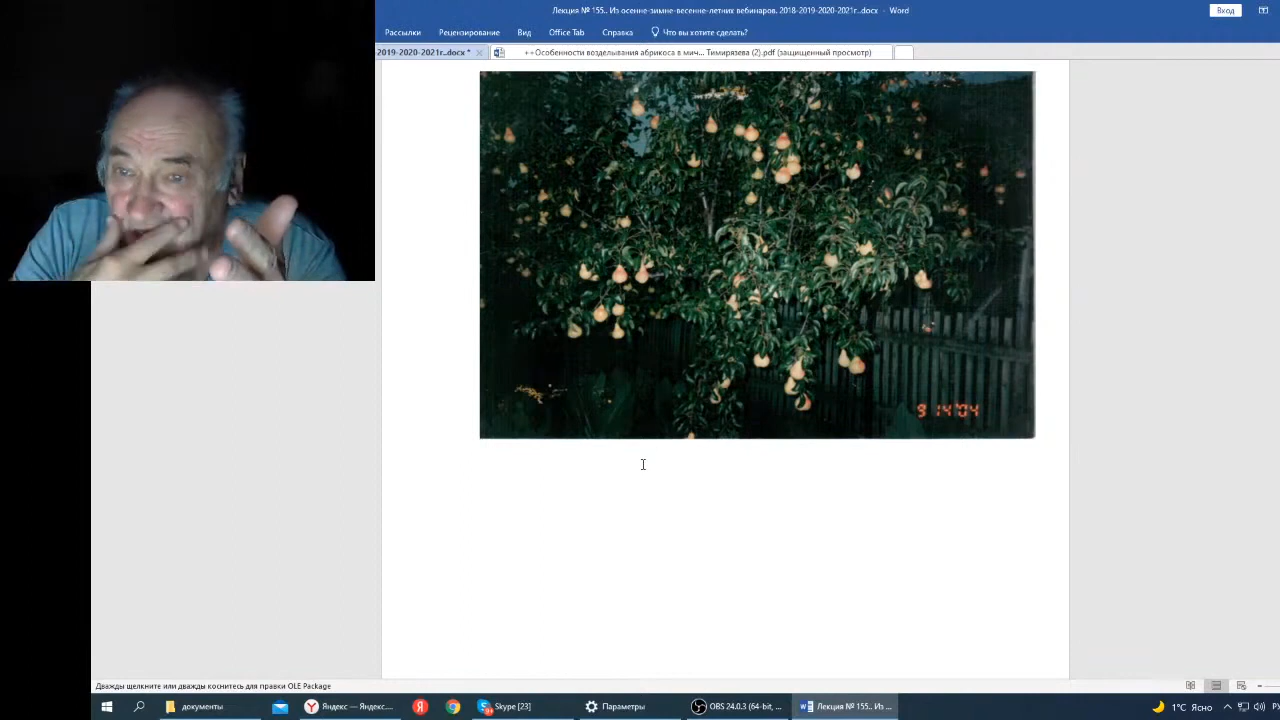 Лекция № 155.. Из осенне-зимне-весенне-летних вебинаров. 2018-2019-2020-2021г..docx - Word
Вход
Рассылки Рецензирование Вид Office Tab Справка Что вы хотите сделать?
2019-2020-2021г..docx *
++Особенности возделывания абрикоса в мич... Тимирязева (2).pdf (защищенный просмотр)
9 14 '04
Дважды щелкните или дважды коснитесь для правки OLE Package
документы
Яндекс — Яндекс....
Я
Skype [23]
Параметры
OBS 24.0.3 (64-bit, ...
Лекция № 155.. Из ...
1°C Ясно